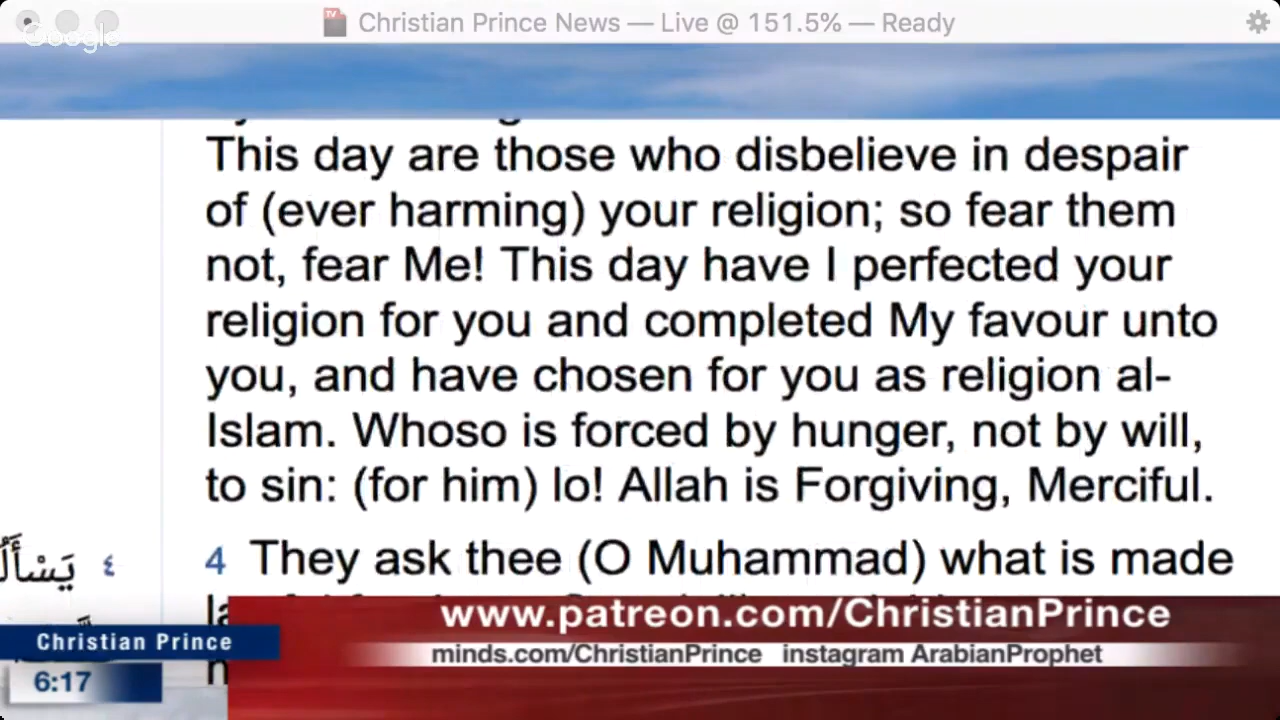 Christian Prince News — Live @ 151.5% — Ready
Google
This day are those who disbelieve in despair
of (ever harming) your religion; so fear them
not, fear Me! This day have I perfected your
religion for you and completed My favour unto
you, and have chosen for you as religion al-
Islam. Whoso is forced by hunger, not by will,
to sin: (for him) lo! Allah is Forgiving, Merciful.
٤
4 They ask thee (O Muhammad) what is made
www.patreon.com/ChristianPrince
Christian Prince
minds.com/ChristianPrince instagram ArabianProphet
6:17